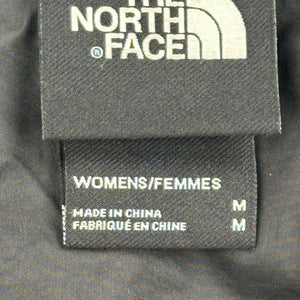 THE
NORTH
FACE
®
WOMENS/FEMMES
MADE IN CHINA M
FABRIQUÉ EN CHINE M